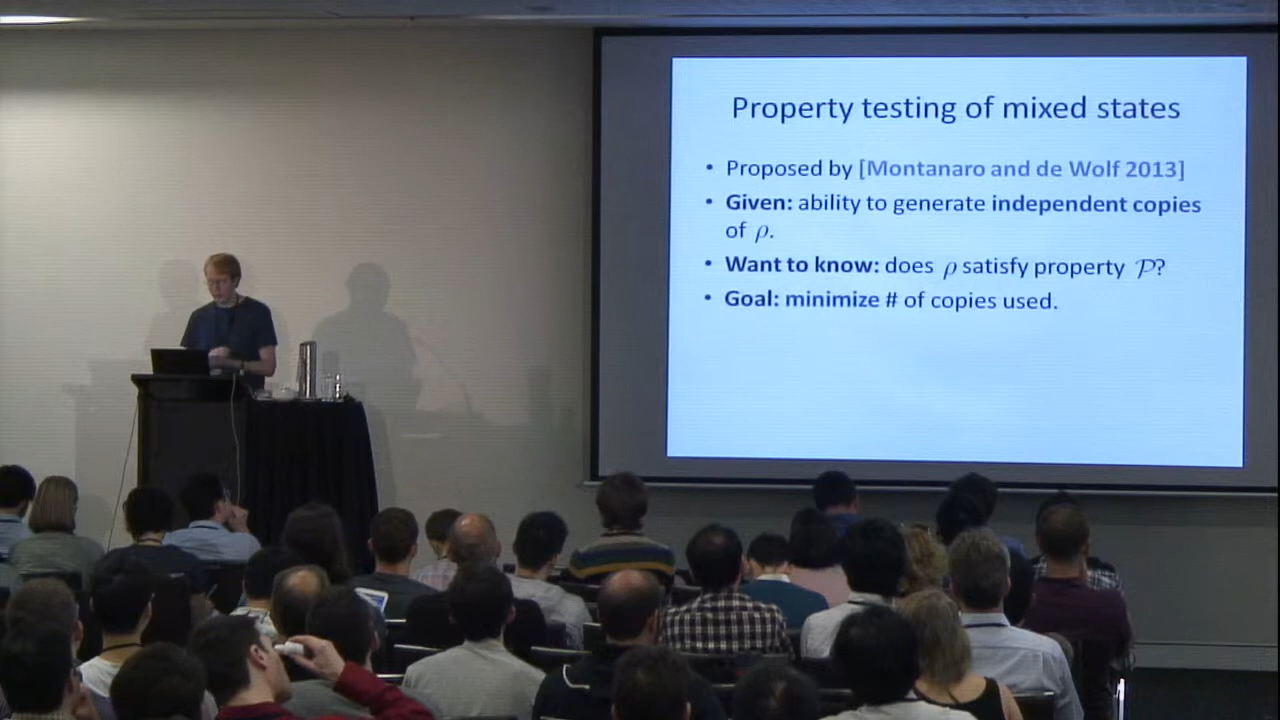 Property testing of mixed states
• Proposed by [Montanaro and de Wolf 2013]
• Given: ability to generate independent copies
of ρ.
• Want to know: does ρ satisfy property 𝒫?
• Goal: minimize # of copies used.